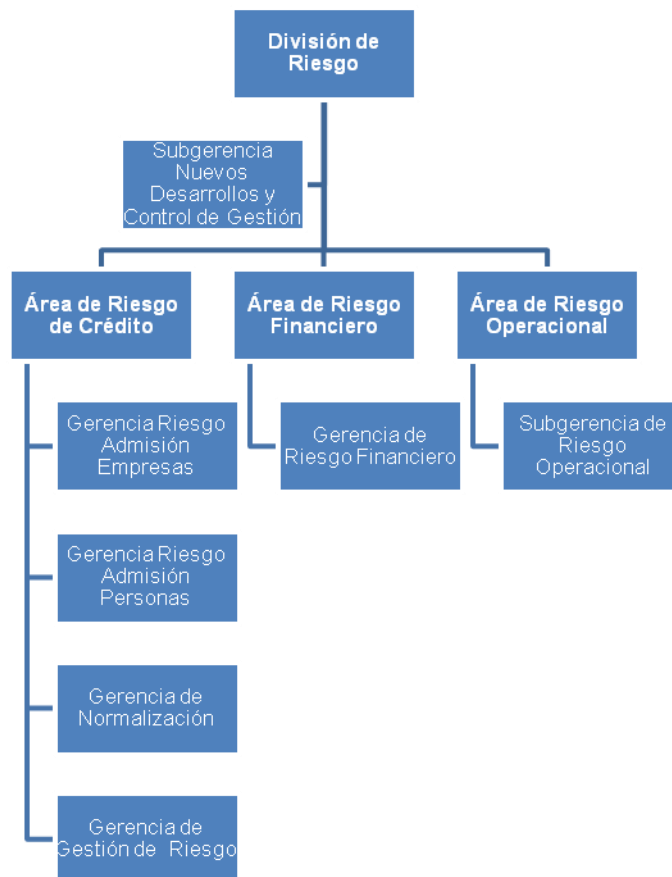 División de
Riesgo
Subgerencia
Nuevos
Desarrollos y
Control de Gestión
Área de Riesgo
de Crédito
Área de Riesgo
Financiero
Área de Riesgo
Operacional
Gerencia Riesgo
Admisión
Empresas
Gerencia de
Riesgo Financiero
Subgerencia de
Riesgo
Operacional
Gerencia Riesgo
Admisión
Personas
Gerencia de
Normalización
Gerencia de
Gestión de Riesgo